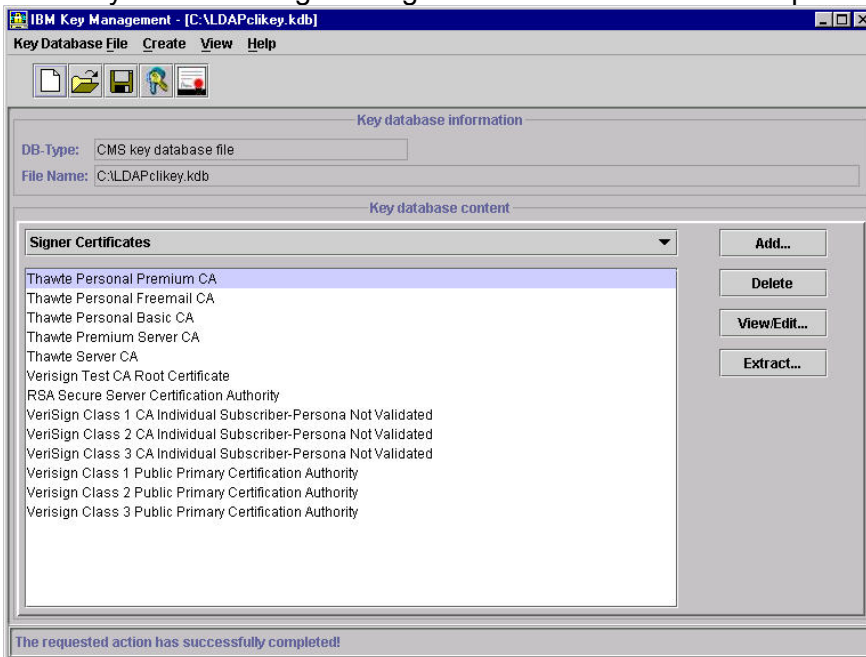 IBM Key Management - [C:\LDAPclikey.kdb]
Key Database File Create View Help
Key database information
DB-Type: CMS key database file
File Name: C:\LDAPclikey.kdb
Key database content
Signer Certificates
Add...
Thawte Personal Premium CA
Delete
Thawte Personal Freemail CA
Thawte Personal Basic CA
View/Edit...
Thawte Premium Server CA
Thawte Server CA
Extract...
Verisign Test CA Root Certificate
RSA Secure Server Certification Authority
VeriSign Class 1 CA Individual Subscriber-Persona Not Validated
VeriSign Class 2 CA Individual Subscriber-Persona Not Validated
VeriSign Class 3 CA Individual Subscriber-Persona Not Validated
Verisign Class 1 Public Primary Certification Authority
Verisign Class 2 Public Primary Certification Authority
Verisign Class 3 Public Primary Certification Authority
The requested action has successfully completed!